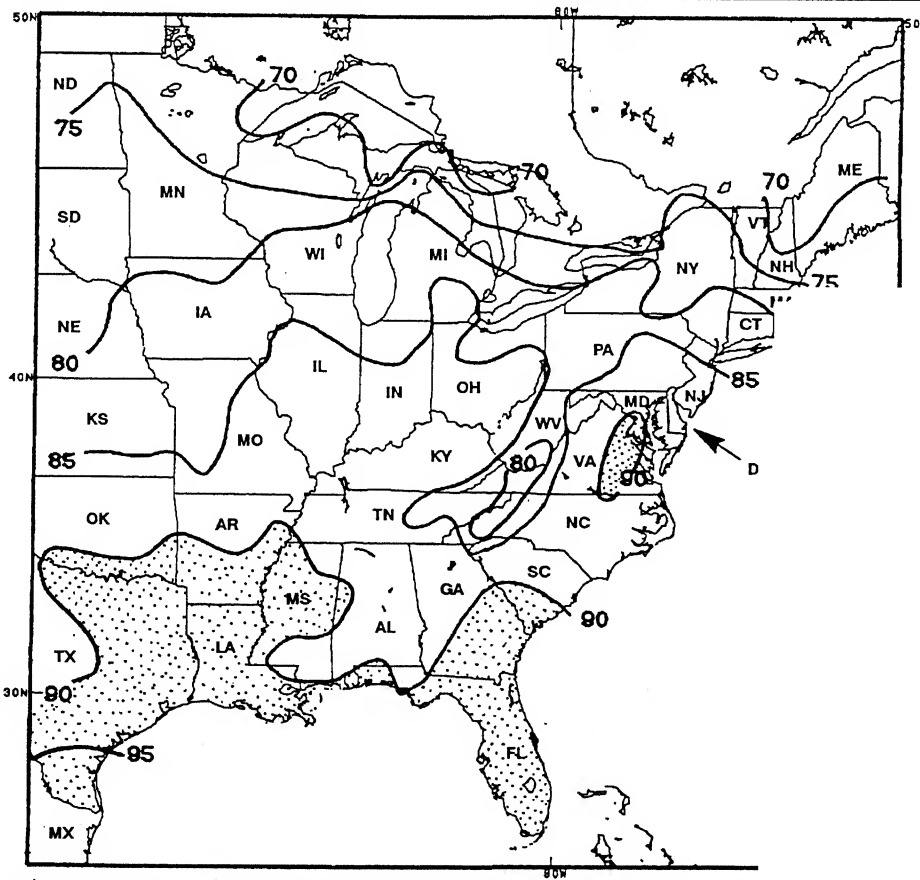 50N 80W 50
ND 70
75 70 70 ME
MN VT
SD
WI MI NY NH
75
NE IA CT
80 PA
IL 85
40N IN OH NJ
MD
KS WV
MO
85 KY 80 VA D
90
TN
OK AR NC
SC
MS GA
90
AL
TX LA
30N 90
95 FL
MX
80W